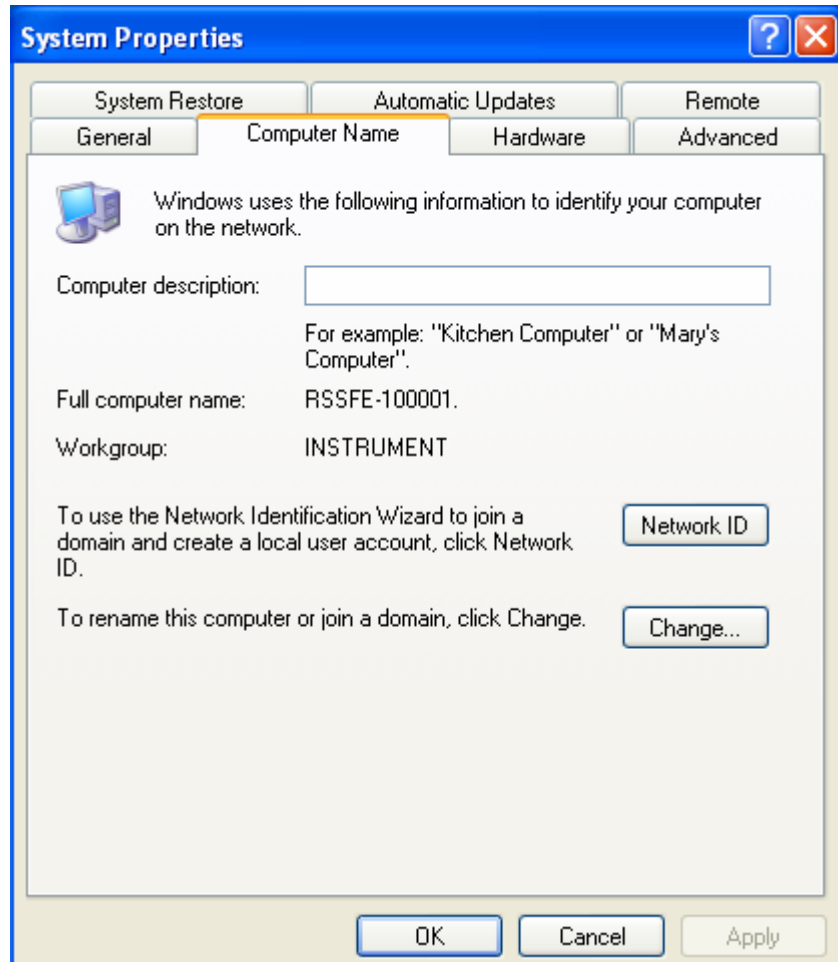 System Properties
System Restore Automatic Updates Remote
General Computer Name Hardware Advanced
Windows uses the following information to identify your computer
on the network.
Computer description:
For example: "Kitchen Computer" or "Mary's
Computer".
Full computer name: RSSFE-100001.
Workgroup: INSTRUMENT
To use the Network Identification Wizard to join a
domain and create a local user account, click Network
ID.
Network ID
To rename this computer or join a domain, click Change.
Change...
OK Cancel Apply